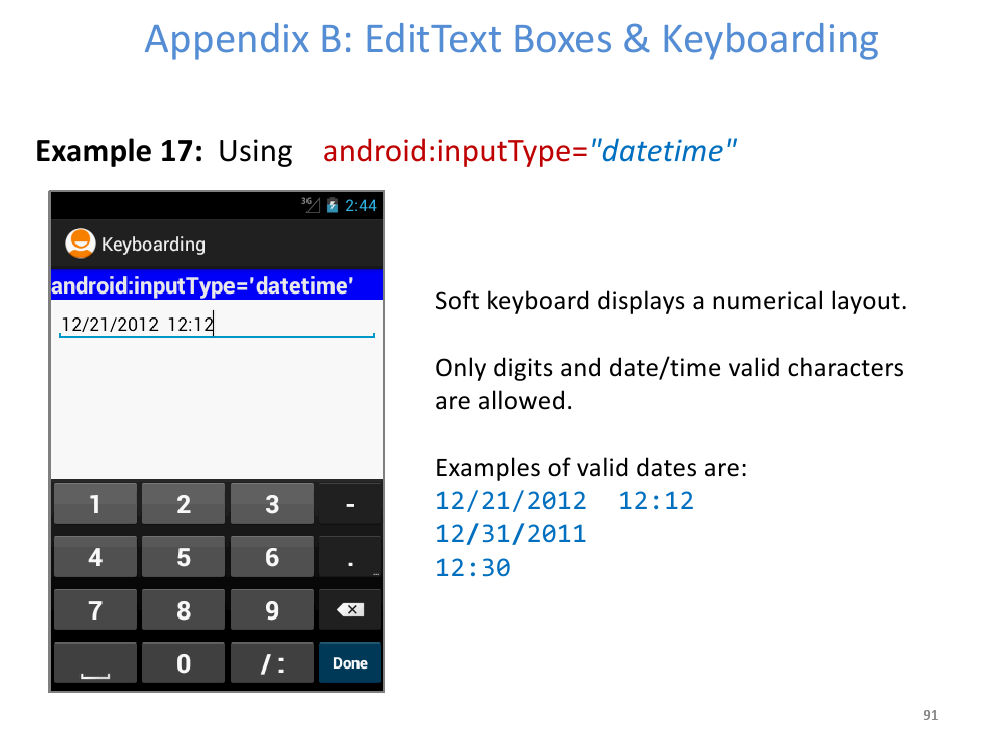 Appendix B: EditText Boxes & Keyboarding
Example 17: Using android:inputType="datetime"
3G 2:44
Keyboarding
android:inputType='datetime'
12/21/2012 12:12
1 2 3 -
4 5 6 . ...
7 8 9
0 / : Done
Soft keyboard displays a numerical layout.
Only digits and date/time valid characters
are allowed.
Examples of valid dates are:
12/21/2012 12:12
12/31/2011
12:30
91